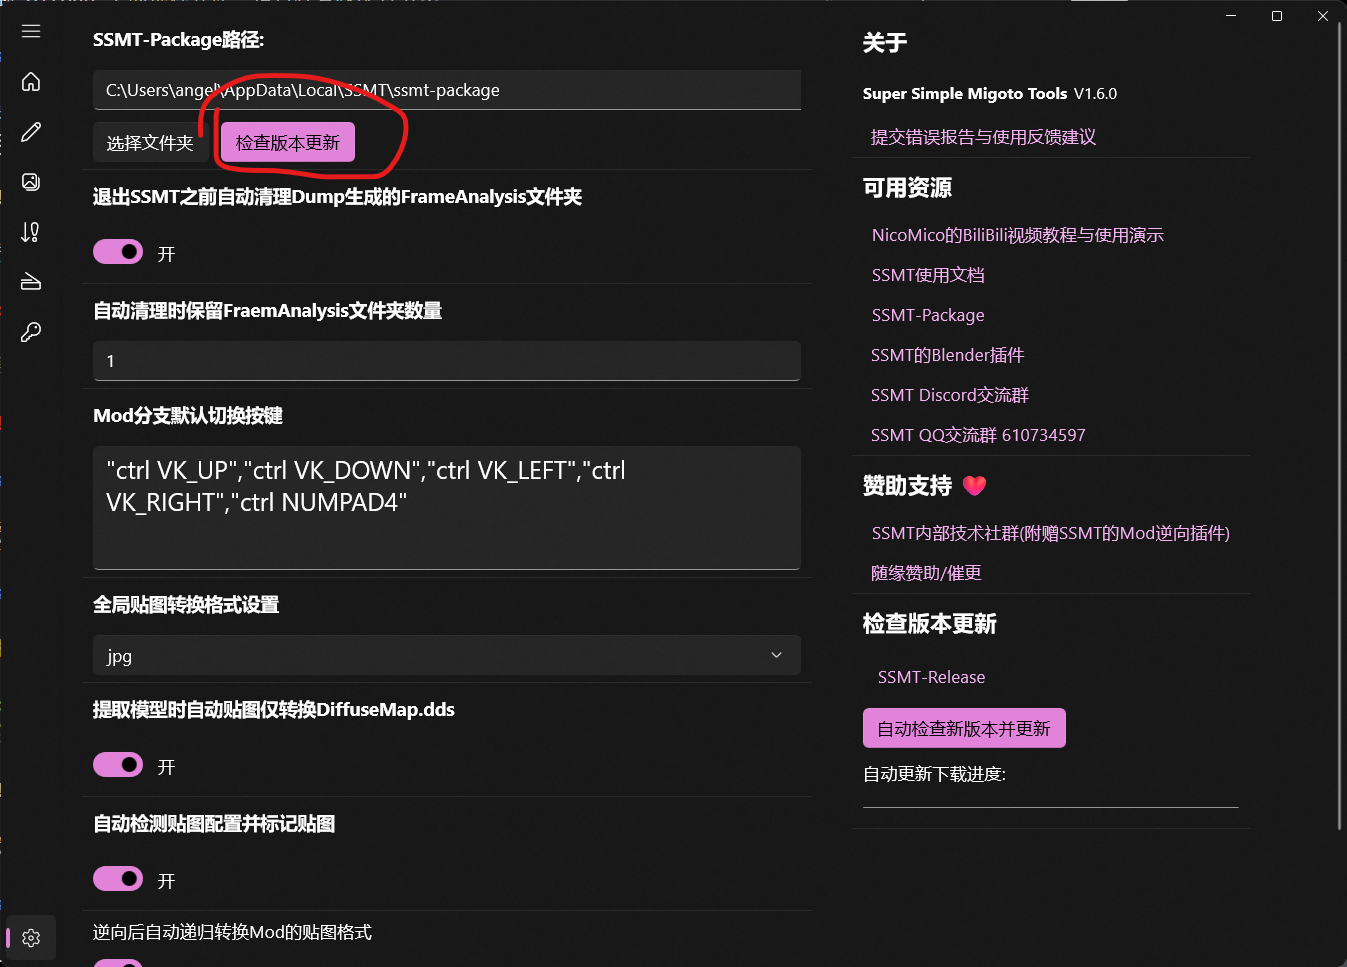 SSMT-Package路径:
C:\Users\angel\AppData\Local\SSMT\ssmt-package
选择文件夹
检查版本更新
退出SSMT之前自动清理Dump生成的FrameAnalysis文件夹
开
自动清理时保留FraemAnalysis文件夹数量
1
Mod分支默认切换按键
"ctrl VK_UP","ctrl VK_DOWN","ctrl VK_LEFT","ctrl
VK_RIGHT","ctrl NUMPAD4"
全局贴图转换格式设置
jpg
提取模型时自动贴图仅转换DiffuseMap.dds
开
自动检测贴图配置并标记贴图
开
逆向后自动递归转换Mod的贴图格式
关于
Super Simple Migoto Tools V1.6.0
提交错误报告与使用反馈建议
可用资源
NicoMico的BiliBili视频教程与使用演示
SSMT使用文档
SSMT-Package
SSMT的Blender插件
SSMT Discord交流群
SSMT QQ交流群 610734597
赞助支持
SSMT内部技术社群(附赠SSMT的Mod逆向插件)
随缘赞助/催更
检查版本更新
SSMT-Release
自动检查新版本并更新
自动更新下载进度: